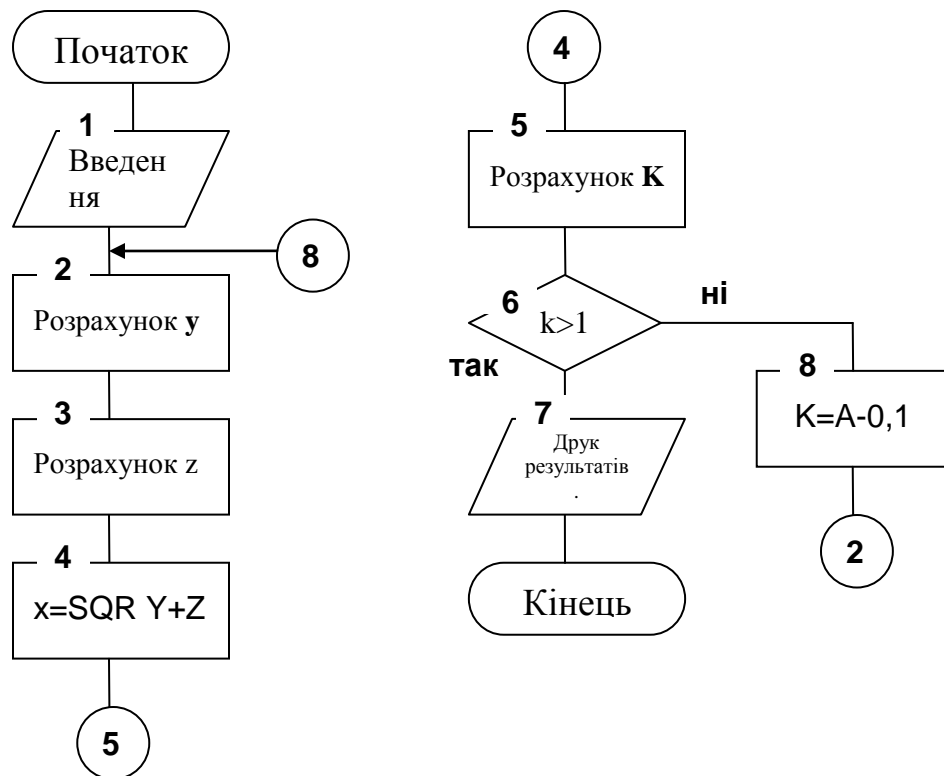 Початок
1
Введен
ня
8
2
Розрахунок y
3
Розрахунок z
4
x=SQR Y+Z
5
4
5
Розрахунок K
6
k>1
ні
так
7
Друк
результатів
.
Кінець
8
K=A-0,1
2